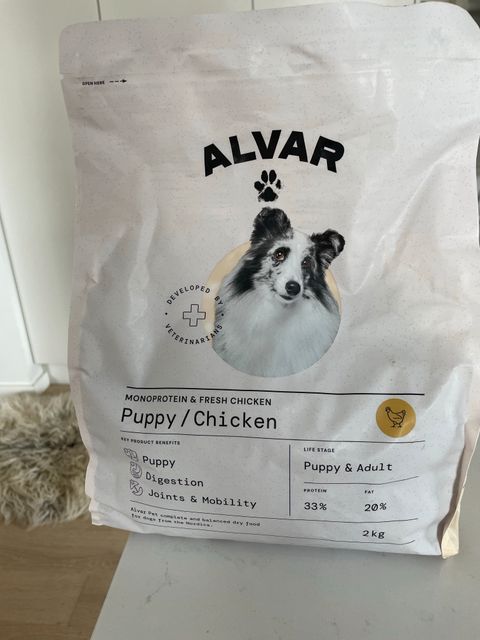 OPEN HERE
ALVAR
DEVELOPED BY
VETERINARIANS
MONOPROTEIN & FRESH CHICKEN
Puppy/Chicken
KEY PRODUCT BENEFITS
Puppy
Digestion
Joints & Mobility
LIFE STAGE
Puppy & Adult
PROTEIN
FAT
33%
20%
Alvar Pet complete and balanced dry food
for dogs from the Nordics.
2kg